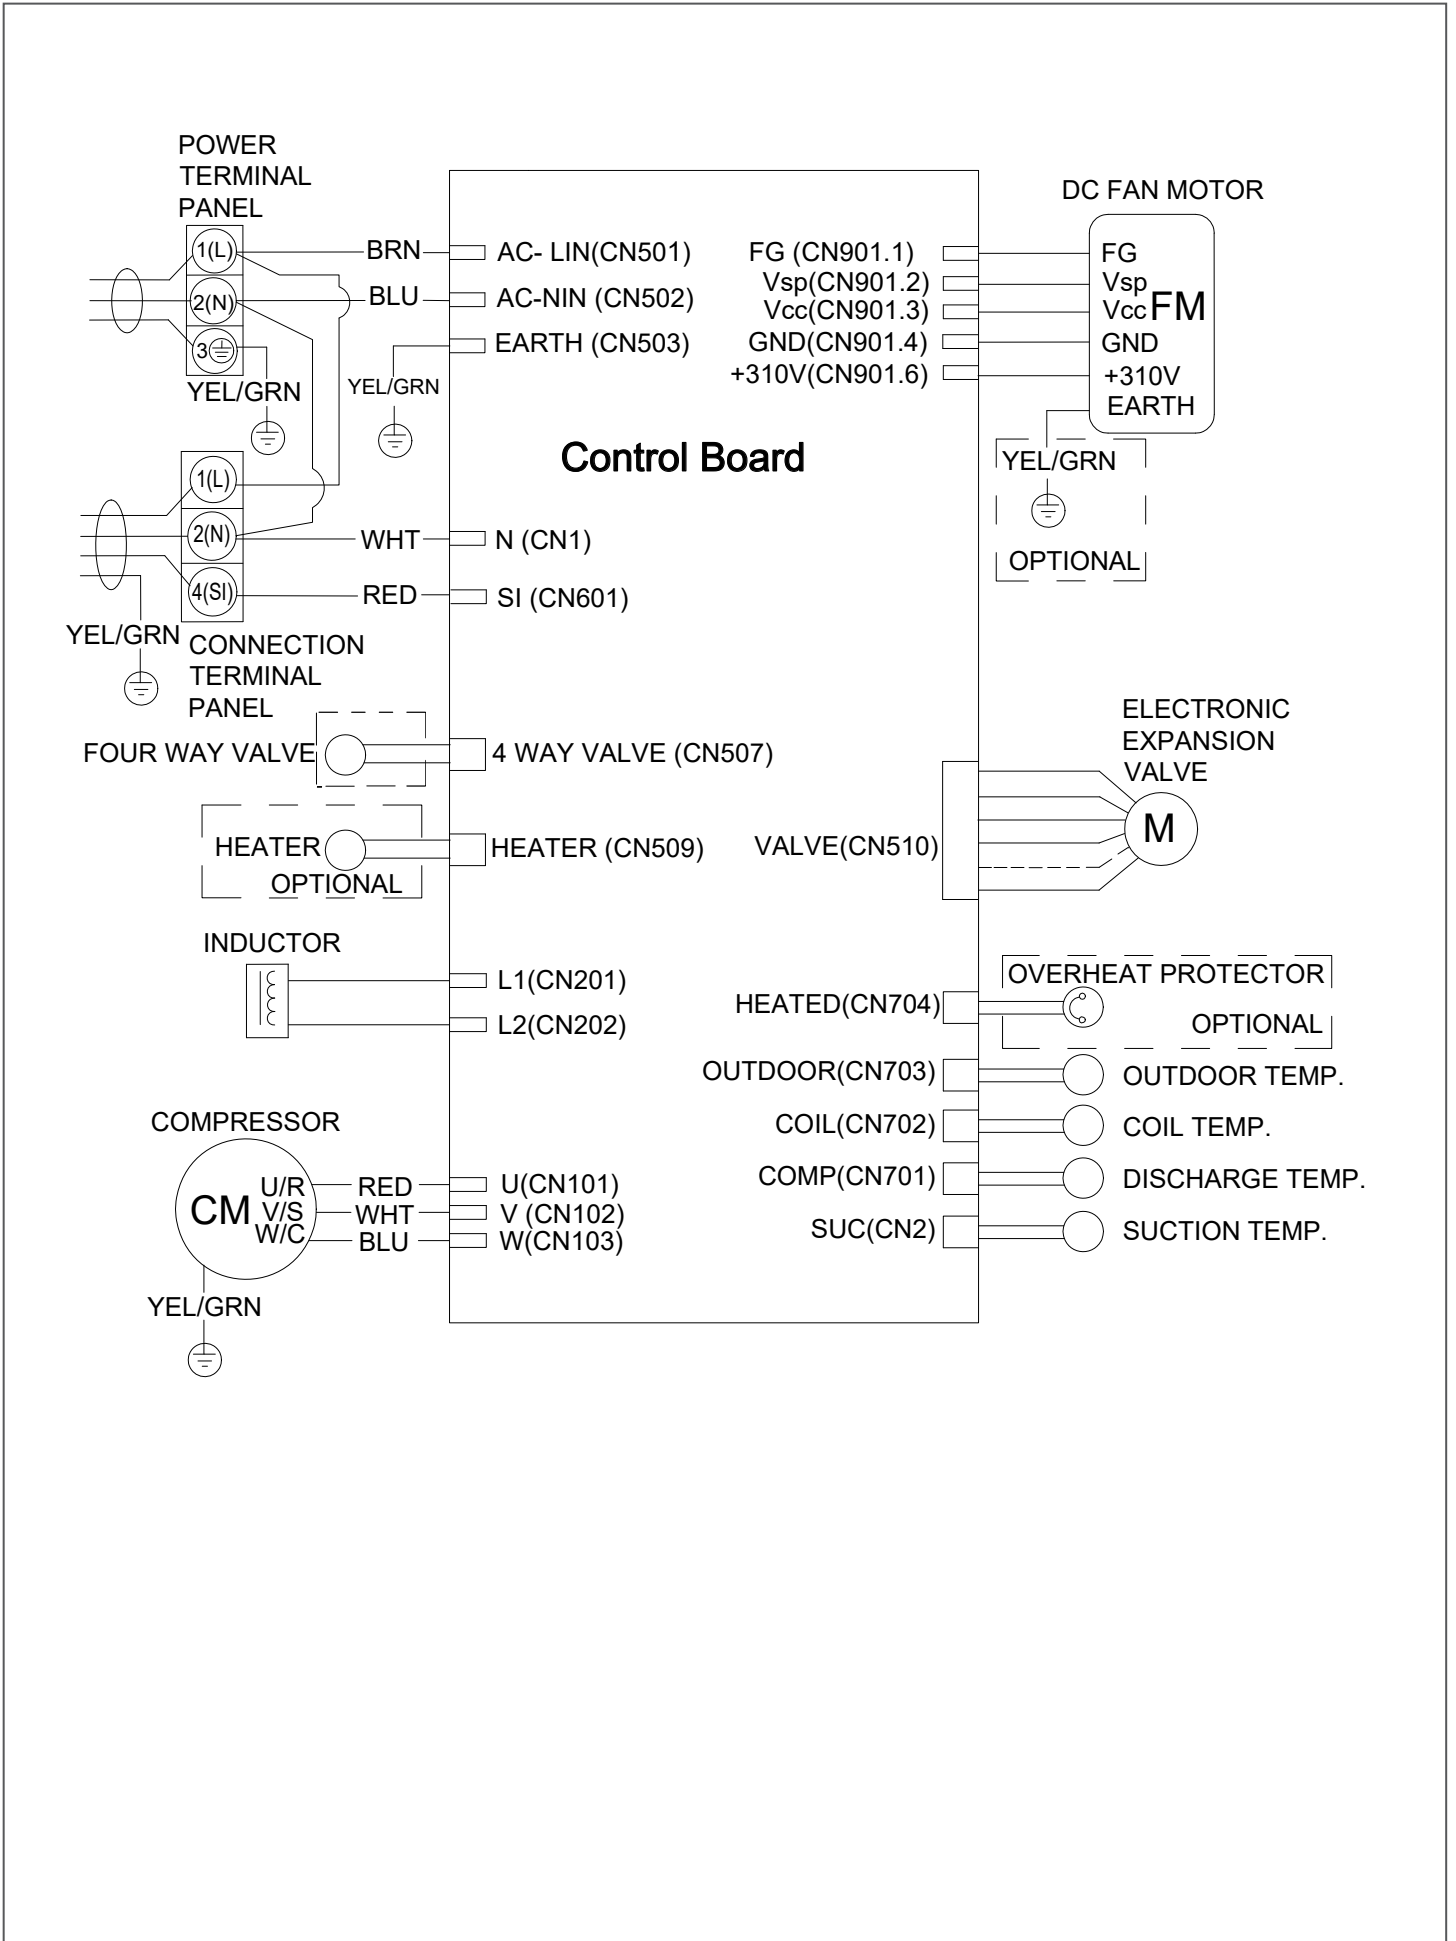 POWER
TERMINAL
PANEL
1(L)
2(N)
3
YEL/GRN
BRN
BLU
YEL/GRN
AC- LIN(CN501)
AC-NIN (CN502)
EARTH (CN503)
FG (CN901.1)
Vsp(CN901.2)
Vcc(CN901.3)
GND(CN901.4)
+310V(CN901.6)
DC FAN MOTOR
FG
Vsp
Vcc
FM
GND
+310V
EARTH
YEL/GRN
OPTIONAL
Control Board
1(L)
2(N)
4(SI)
WHT
N (CN1)
RED
SI (CN601)
YEL/GRN
CONNECTION
TERMINAL
PANEL
FOUR WAY VALVE
4 WAY VALVE (CN507)
HEATER
OPTIONAL
HEATER (CN509)
VALVE(CN510)
ELECTRONIC
EXPANSION
VALVE
M
INDUCTOR
L1(CN201)
L2(CN202)
HEATED(CN704)
OVERHEAT PROTECTOR
OPTIONAL
OUTDOOR(CN703)
OUTDOOR TEMP.
COIL(CN702)
COIL TEMP.
COMP(CN701)
DISCHARGE TEMP.
SUC(CN2)
SUCTION TEMP.
COMPRESSOR
CM
U/R
V/S
W/C
RED
WHT
BLU
U(CN101)
V (CN102)
W(CN103)
YEL/GRN